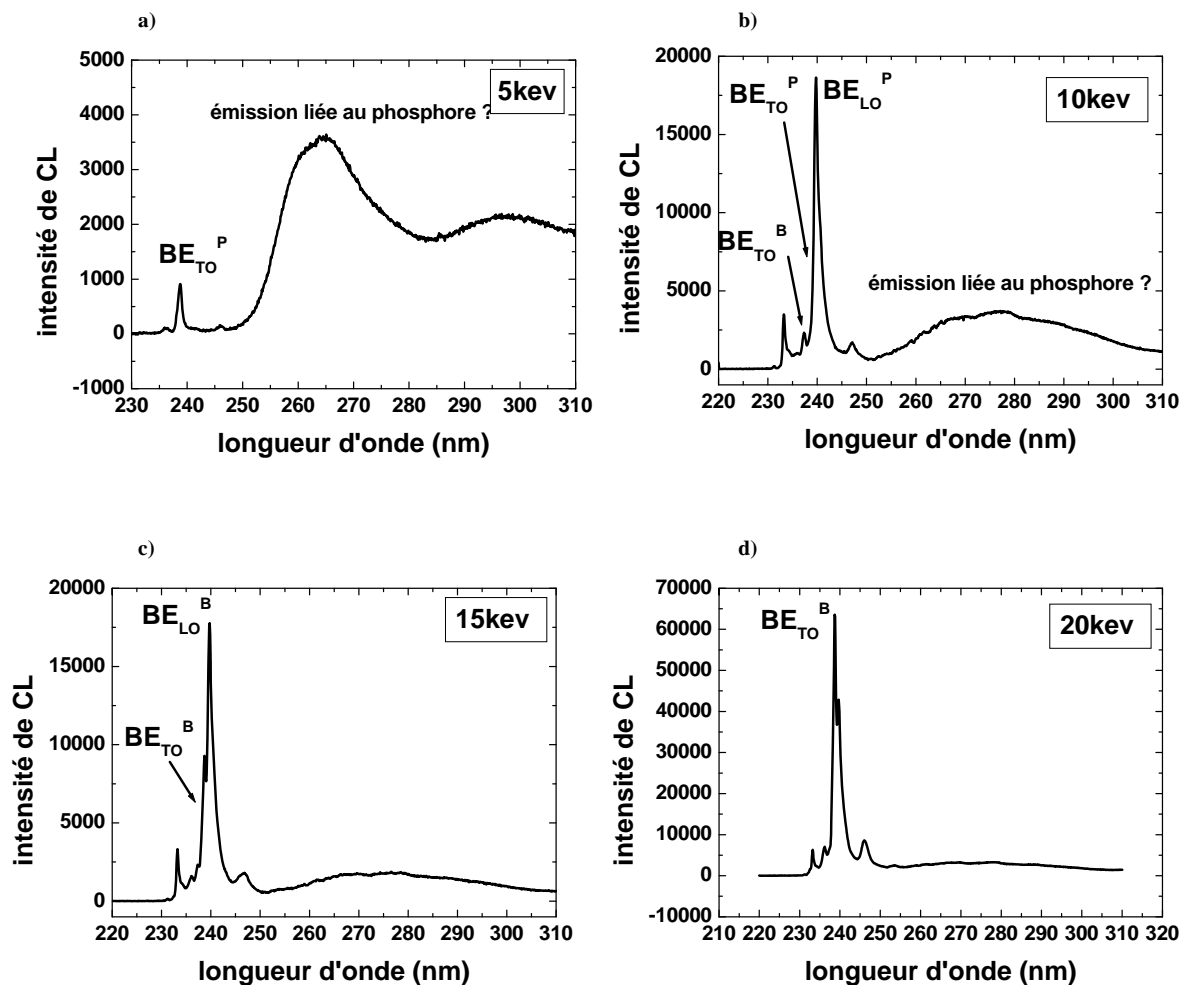 a)
5000
4000
3000
2000
1000
0
-1000
intensité de CL
5kev
émission liée au phosphore ?
BE_TO^P
230 240 250 260 270 280 290 300 310
longueur d'onde (nm)
b)
20000
15000
10000
5000
0
intensité de CL
BE_TO^P
BE_LO^P
10kev
BE_TO^B
émission liée au phosphore ?
220 230 240 250 260 270 280 290 300 310
longueur d'onde (nm)
c)
20000
15000
10000
5000
0
intensité de CL
BE_LO^B
15kev
BE_TO^B
220 230 240 250 260 270 280 290 300 310
longueur d'onde (nm)
d)
70000
60000
50000
40000
30000
20000
10000
0
-10000
intensité de CL
BE_TO^B
20kev
210 220 230 240 250 260 270 280 290 300 310 320
longueur d'onde (nm)